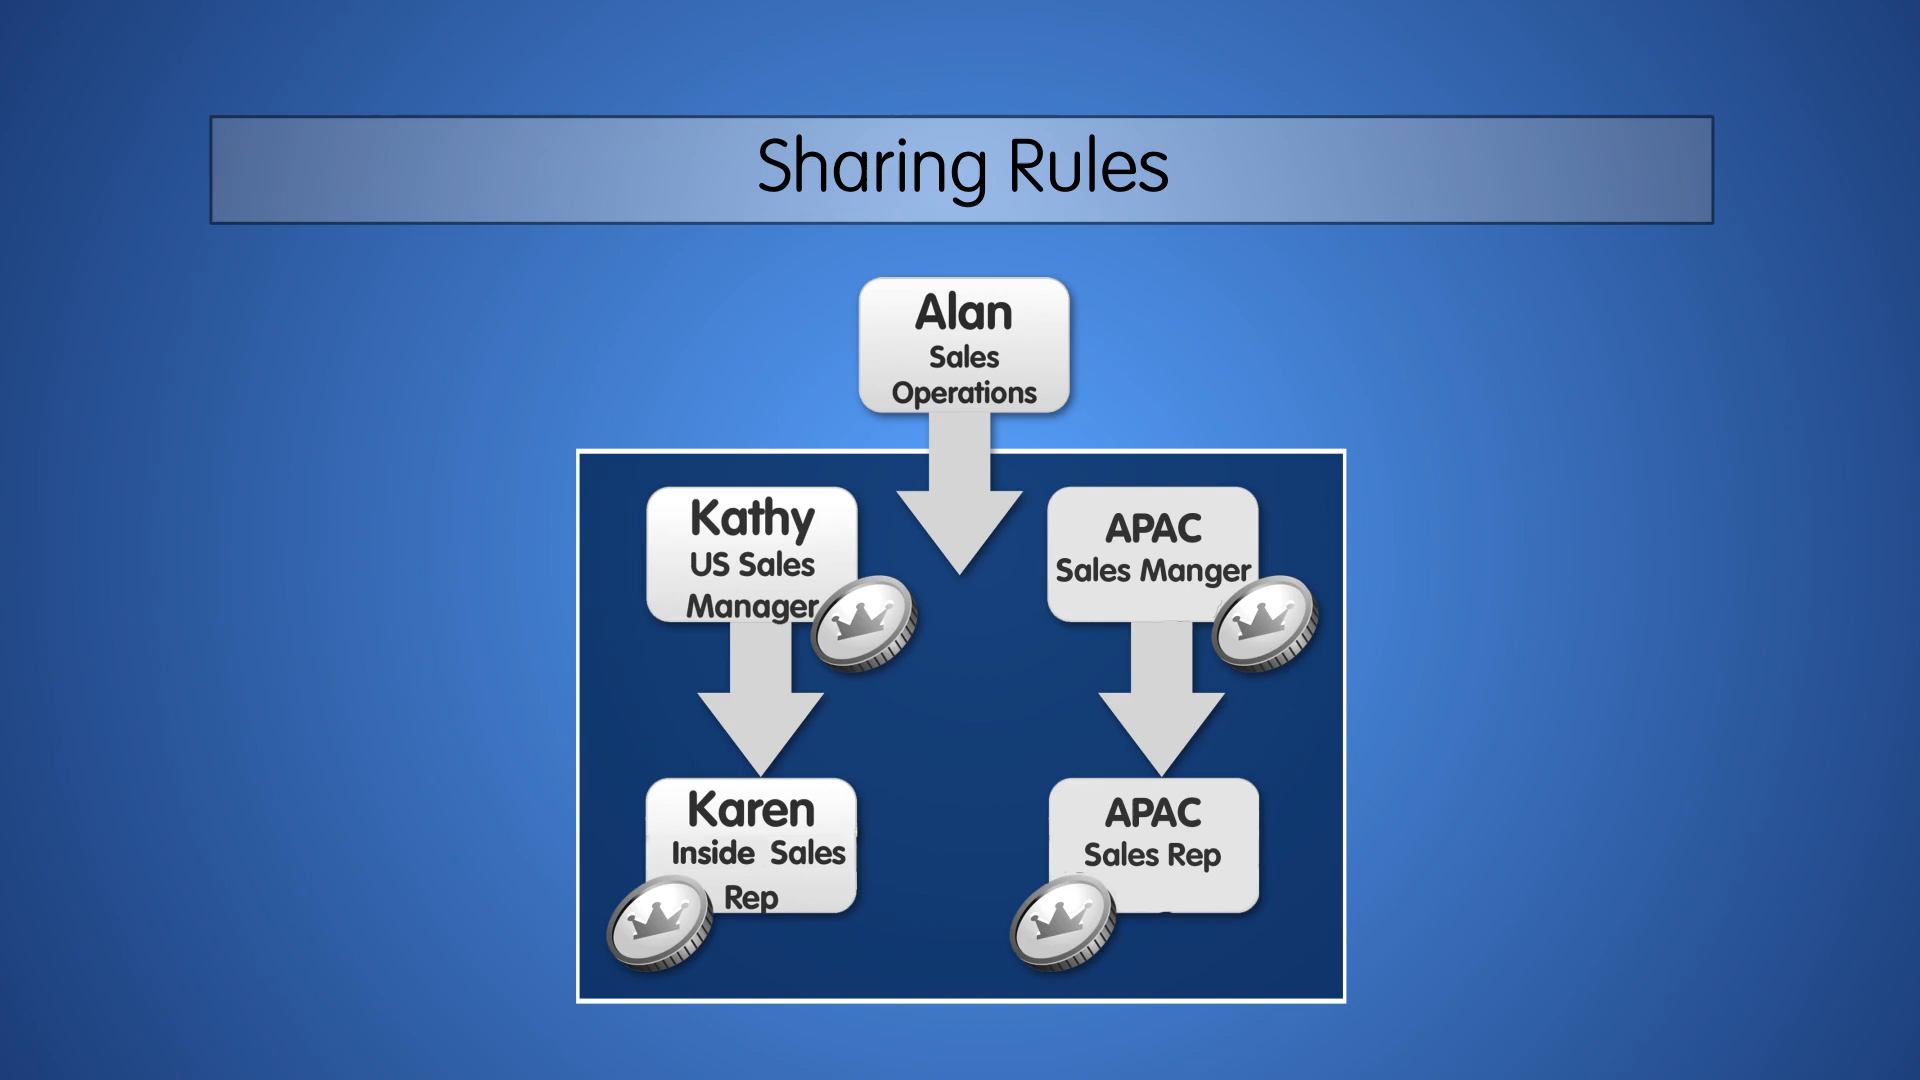 Sharing Rules
Alan
Sales
Operations
Kathy
US Sales
Manager
APAC
Sales Manger
Karen
Inside Sales
Rep
APAC
Sales Rep